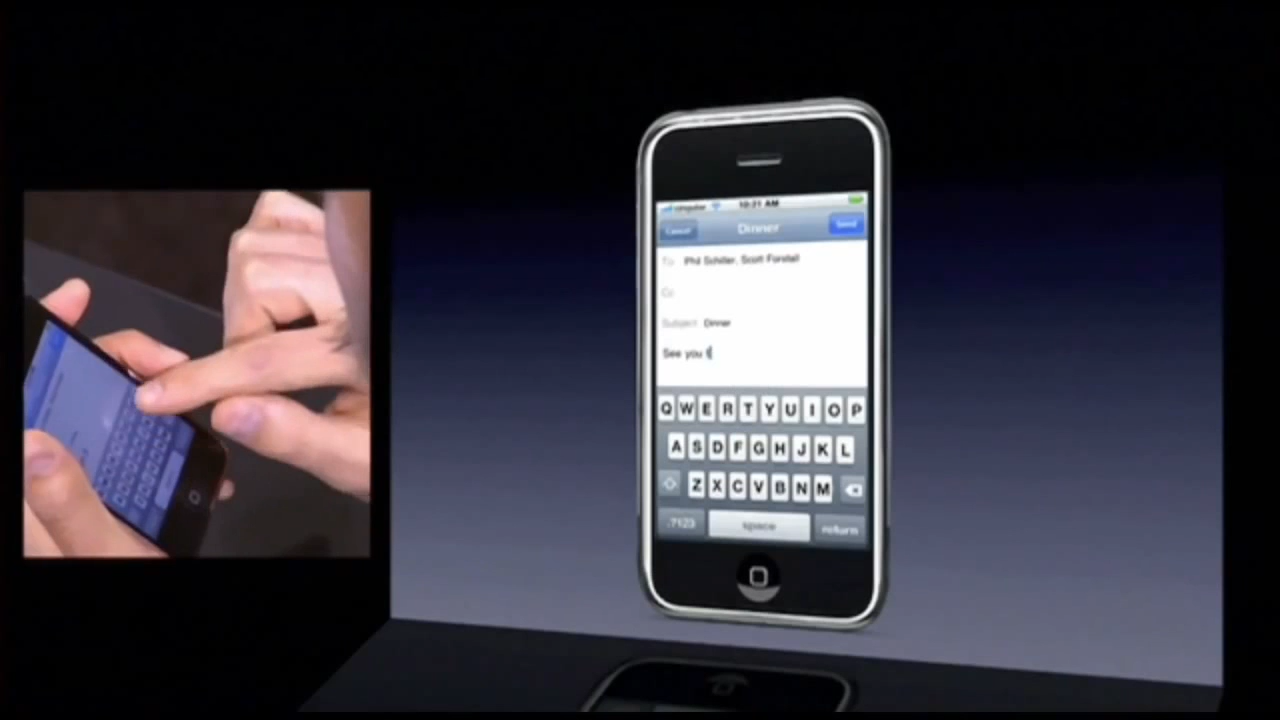 cingular 10:21 AM
Cancel Dinner Send
To: Phil Schiller, Scott Forstall
Cc:
Subject: Dinner
See you t
Q W E R T Y U I O P
A S D F G H J K L
Z X C V B N M
.?123 space return